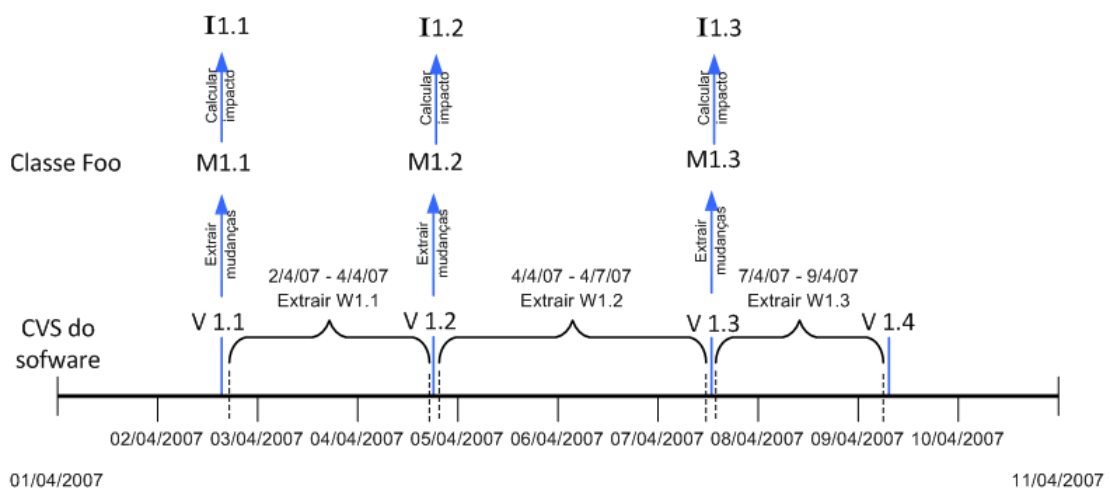 I1.1 I1.2 I1.3
Calcular
impacto
Calcular
impacto
Calcular
impacto
Classe Foo M1.1 M1.2 M1.3
Extrair
mudanças
Extrair
mudanças
Extrair
mudanças
2/4/07 - 4/4/07
Extrair W1.1
4/4/07 - 4/7/07
Extrair W1.2
7/4/07 - 9/4/07
Extrair W1.3
CVS do
sofware
V 1.1 V 1.2 V 1.3 V 1.4
02/04/2007 03/04/2007 04/04/2007 05/04/2007 06/04/2007 07/04/2007 08/04/2007 09/04/2007 10/04/2007
01/04/2007 11/04/2007